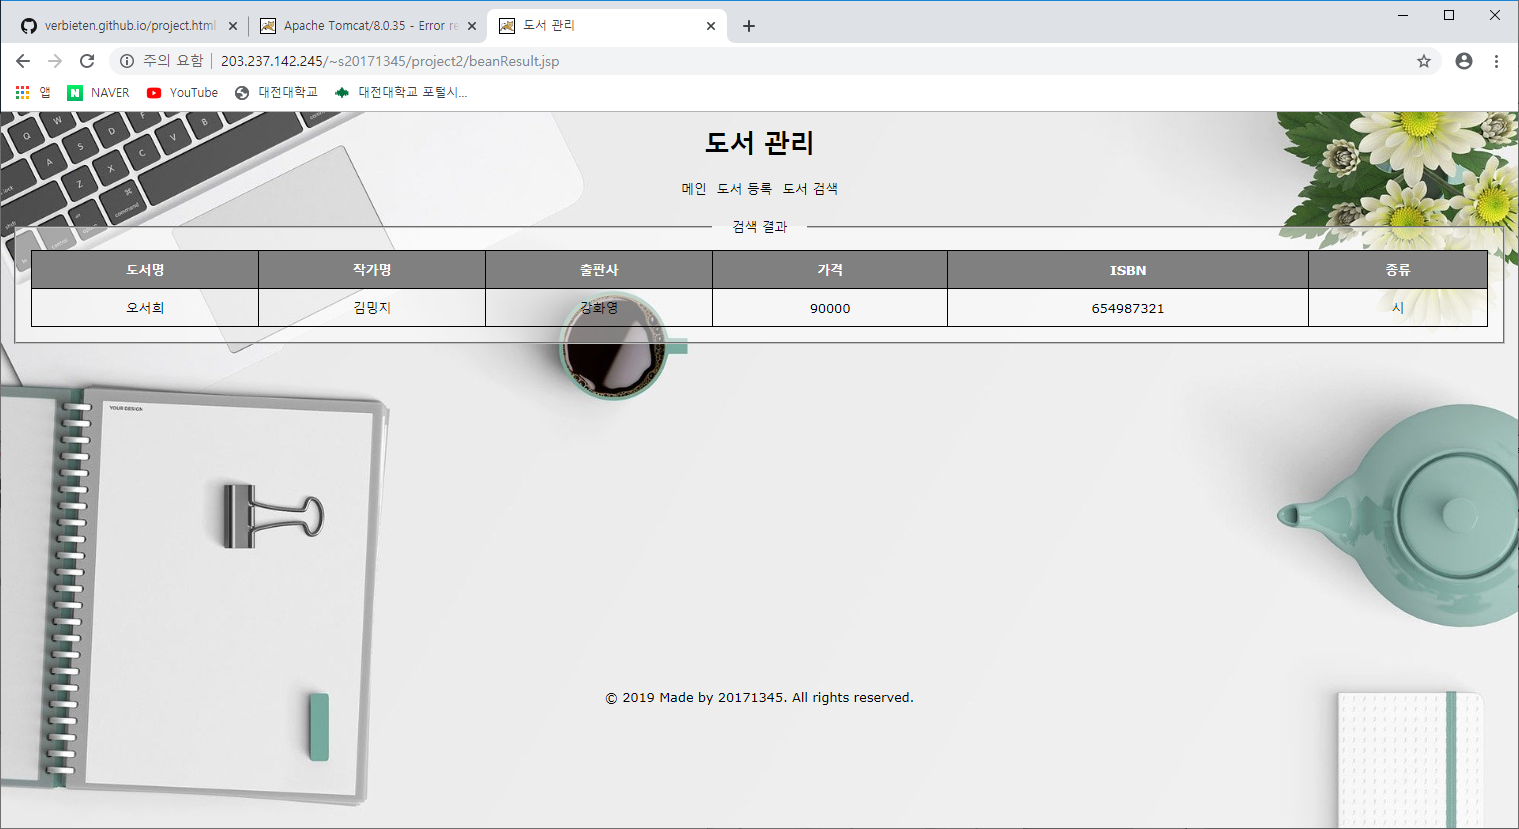 verbieten.github.io/project.html
Apache Tomcat/8.0.35 - Error re
도서 관리
주의 요함
203.237.142.245/~s20171345/project2/beanResult.jsp
앱
NAVER
YouTube
대전대학교
대전대학교 포털시...
도서 관리
메인 도서 등록 도서 검색
검색 결과
도서명 작가명 출판사 가격 ISBN 종류
오서희 김밍지 강화영 90000 654987321 시
YOUR DESIGN
© 2019 Made by 20171345. All rights reserved.